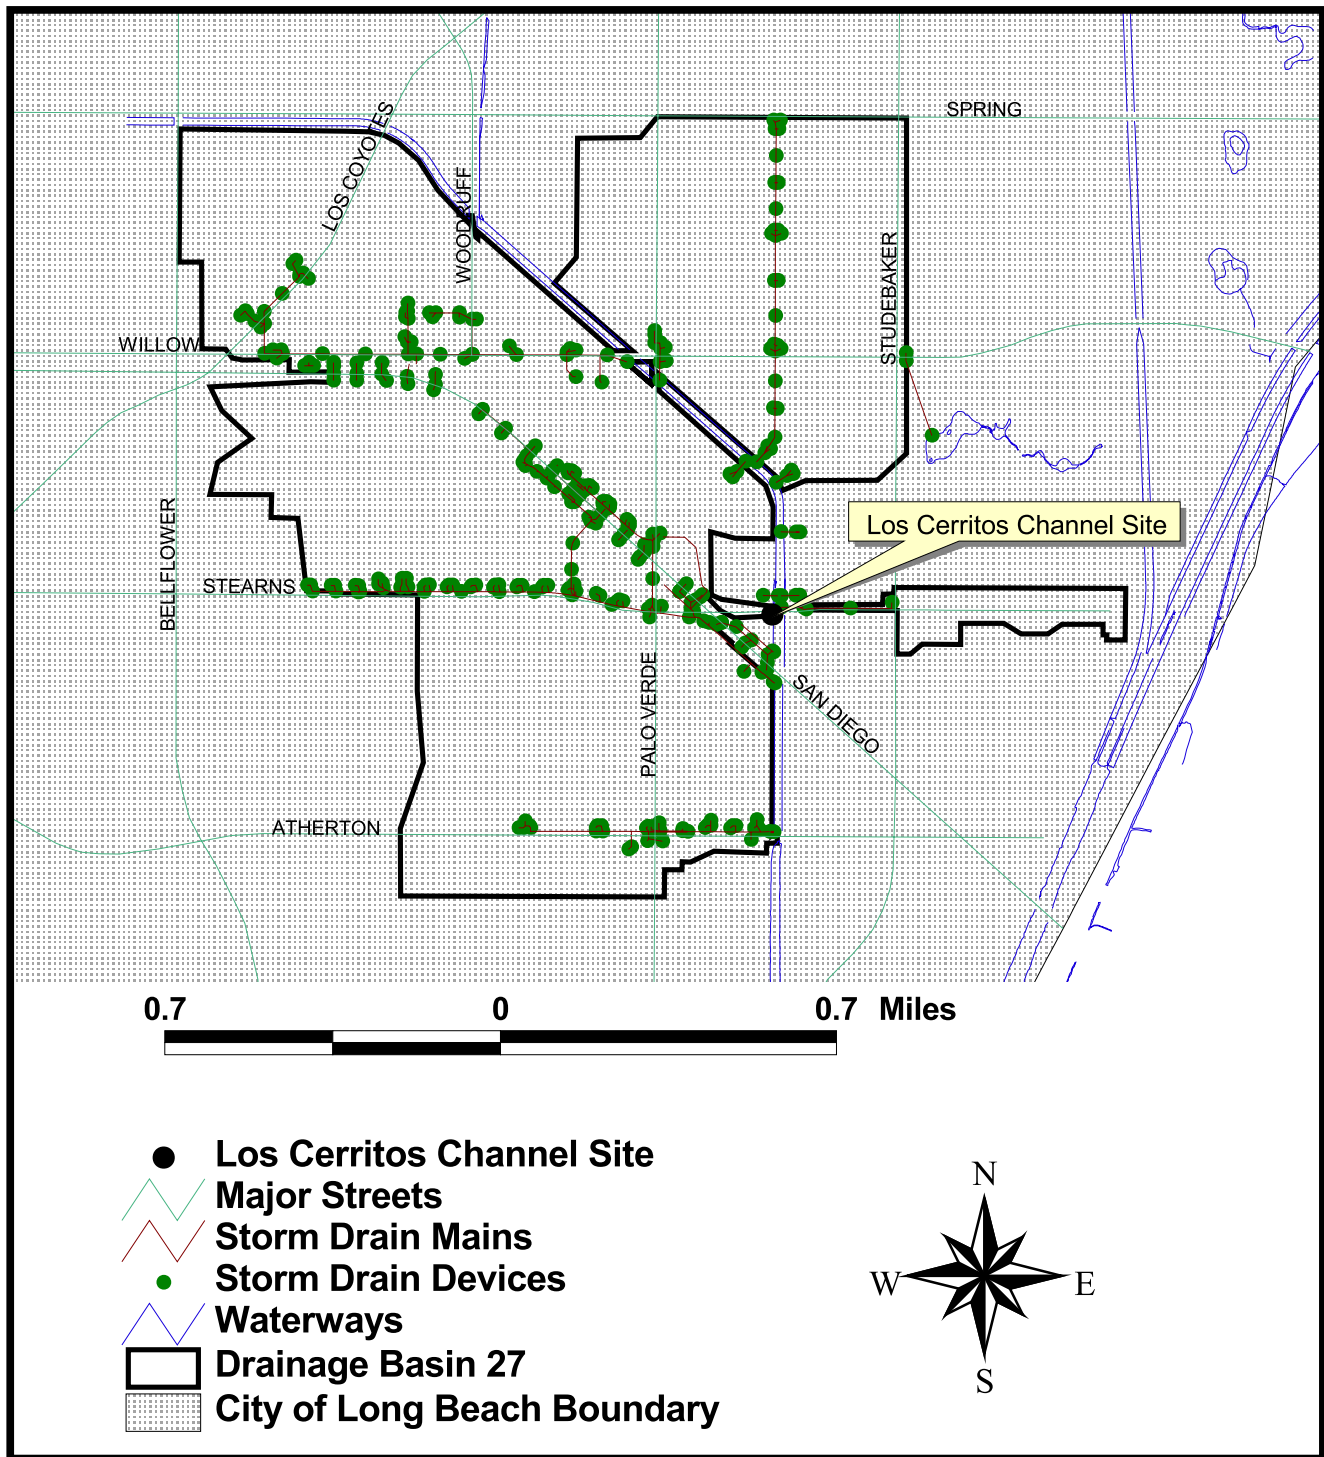 SPRING
LOS COYOTES
WOODRUFF
STUDEBAKER
WILLOW
BELLFLOWER
Los Cerritos Channel Site
STEARNS
PALO VERDE
SAN DIEGO
ATHERTON
0.7 0 0.7 Miles
Los Cerritos Channel Site
Major Streets
Storm Drain Mains
Storm Drain Devices
Waterways
Drainage Basin 27
City of Long Beach Boundary
N
W E
S